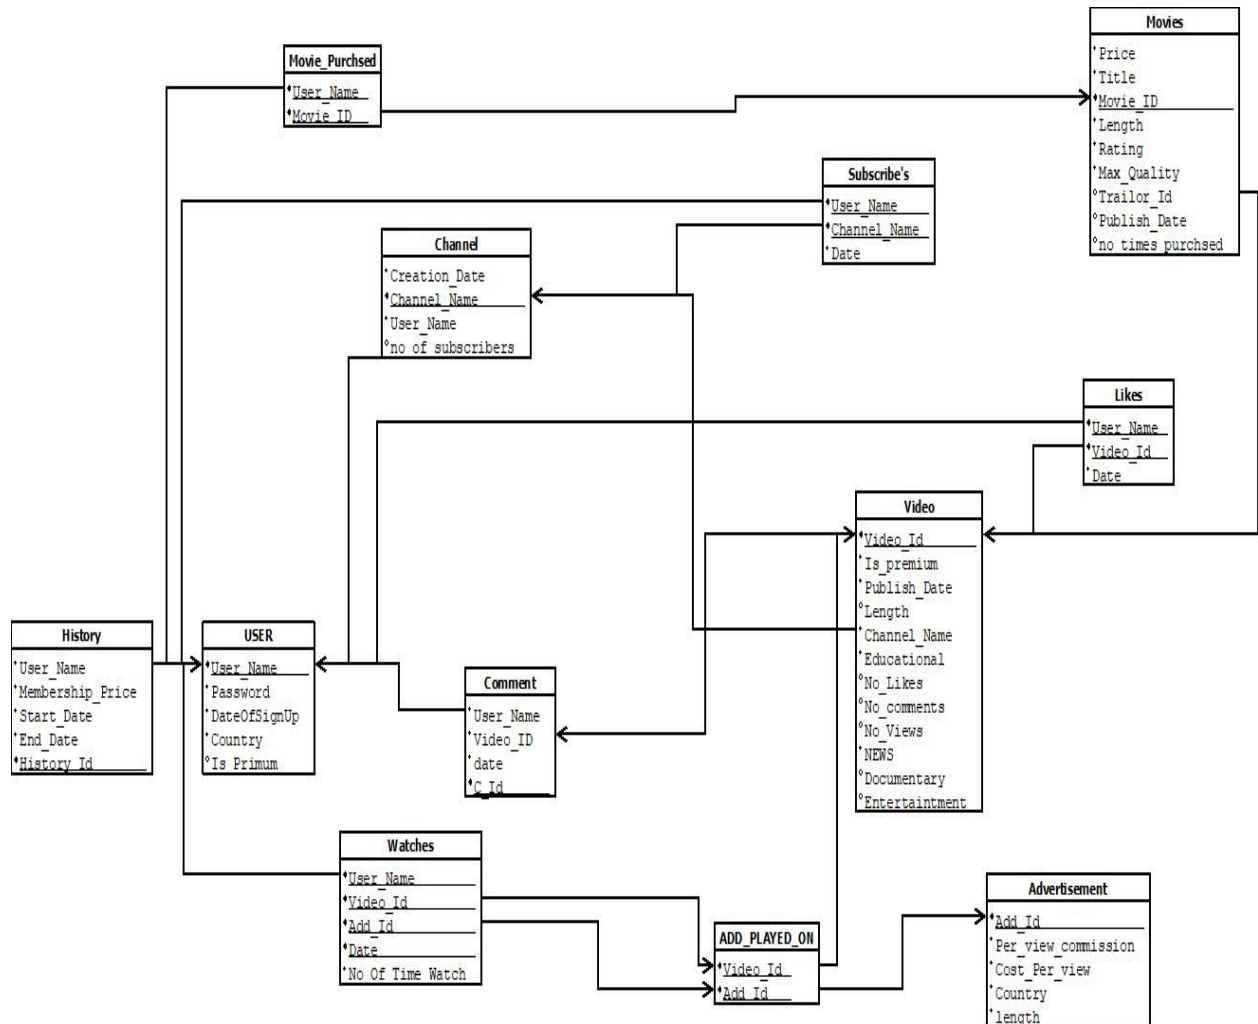 Movies
Price
Title
Movie_ID
Length
Rating
Max_Quality
Trailor_Id
Publish_Date
no times purchsed
Movie_Purchsed
User_Name
Movie_ID
Subscribe's
User_Name
Channel_Name
Date
Channel
Creation_Date
Channel_Name
User_Name
no of subscribers
Likes
User_Name
Video_Id
Date
Video
Video_Id
Is_premium
Publish_Date
Length
Channel_Name
Educational
No_Likes
No_comments
No_Views
NEWS
Documentary
Entertaintment
History
User_Name
Membership_Price
Start_Date
End_Date
History_Id
USER
User_Name
Password
DateOfSignUp
Country
Is Primum
Comment
User_Name
Video_ID
date
C_Id
Watches
User_Name
Video_Id
Add_Id
Date
No Of Time Watch
ADD_PLAYED_ON
Video_Id
Add_Id
Advertisement
Add_Id
Per_view_commission
Cost_Per_view
Country
length